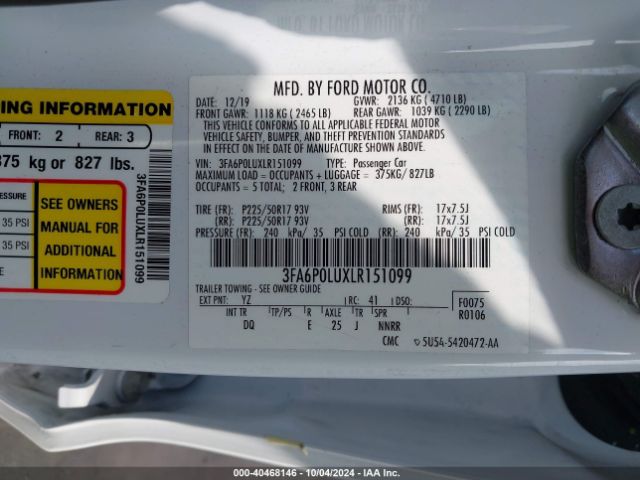 MFD. BY FORD MOTOR CO.
DATE: 12/19 GVWR: 2136 KG ( 4710 LB)
FRONT GAWR: 1118 KG ( 2465 LB) REAR GAWR: 1039 KG ( 2290 LB)
THIS VEHICLE CONFORMS TO ALL APPLICABLE FEDERAL MOTOR
VEHICLE SAFETY, BUMPER, AND THEFT PREVENTION STANDARDS
IN EFFECT ON THE DATE OF MANUFACTURE SHOWN ABOVE.
VIN: 3FA6P0LUXLR151099 TYPE: Passenger Car
MAXIMUM LOAD = OCCUPANTS + LUGGAGE = 375KG/ 827LB
OCCUPANTS = 5 TOTAL; 2 FRONT, 3 REAR
TIRE (FR): P225/50R17 93V RIMS(FR): 17x7.5J
(RR): P225/50R17 93V (RR): 17x7.5J
PRESSURE (FR): 240 kPa/ 35 PSI COLD (RR): 240 kPa/ 35 PSI COLD
3FA6P0LUXLR151099
TRAILER TOWING - SEE OWNER GUIDE
EXT PNT: YZ RC: 41 DSO: F0075
INT TR TP/PS R AXLE TR SPR R0106
DQ E 25 J NNRR
CMC 5U54-5420472-AA
ING INFORMATION
FRONT: 2 REAR: 3
375 kg or 827 lbs.
PRESSURE
35 PSI
35 PSI
SEE OWNERS
MANUAL FOR
ADDITIONAL
INFORMATION
3FA6P0LUXLR151099
000-40468146 - 10/04/2024 - IAA Inc.